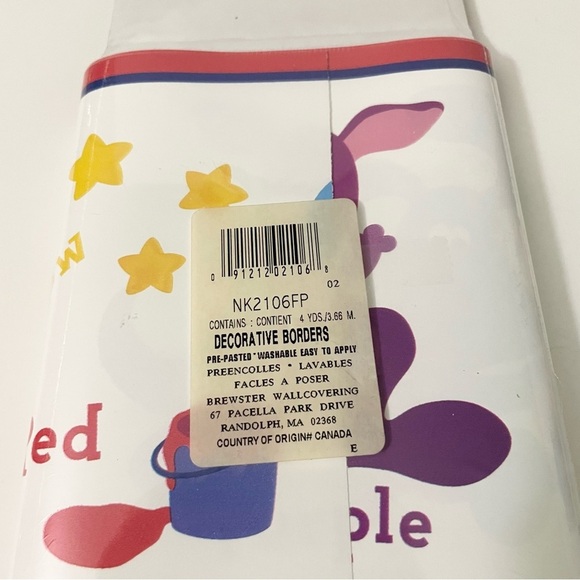 w
0 91212 02106 8
02
NK2106FP
CONTAINS : CONTENT 4 YDS./3.66 M.
DECORATIVE BORDERS
PRE-PASTED * WASHABLE EASY TO APPLY
PREENCOLLES * LAVABLES
FACLES A POSER
BREWSTER WALLCOVERING
67 PACELLA PARK DRIVE
RANDOLPH, MA 02368
COUNTRY OF ORIGIN# CANADA
E
Red
ple